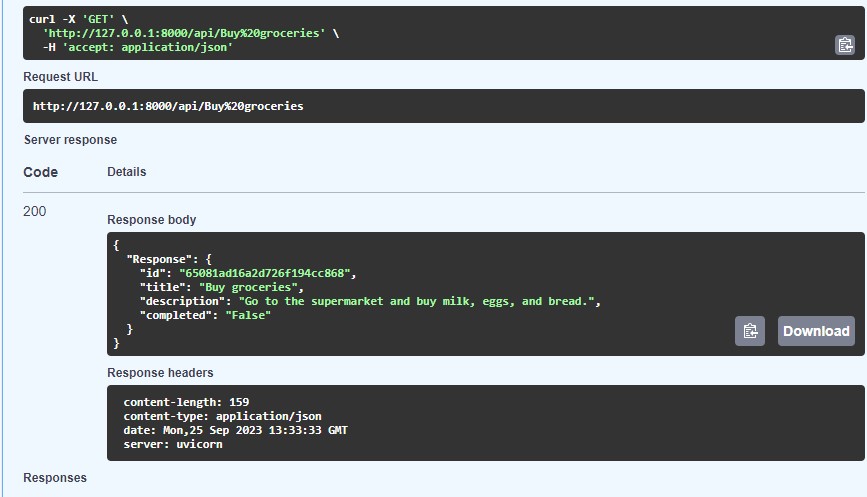 curl -X 'GET' \
  'http://127.0.0.1:8000/api/Buy%20groceries' \
  -H 'accept: application/json'
Request URL
http://127.0.0.1:8000/api/Buy%20groceries
Server response
Code Details
200
Response body
{
  "Response": {
    "id": "65081ad16a2d726f194cc868",
    "title": "Buy groceries",
    "description": "Go to the supermarket and buy milk, eggs, and bread.",
    "completed": "False"
  }
}
Download
Response headers
content-length: 159
content-type: application/json
date: Mon,25 Sep 2023 13:33:33 GMT
server: uvicorn
Responses